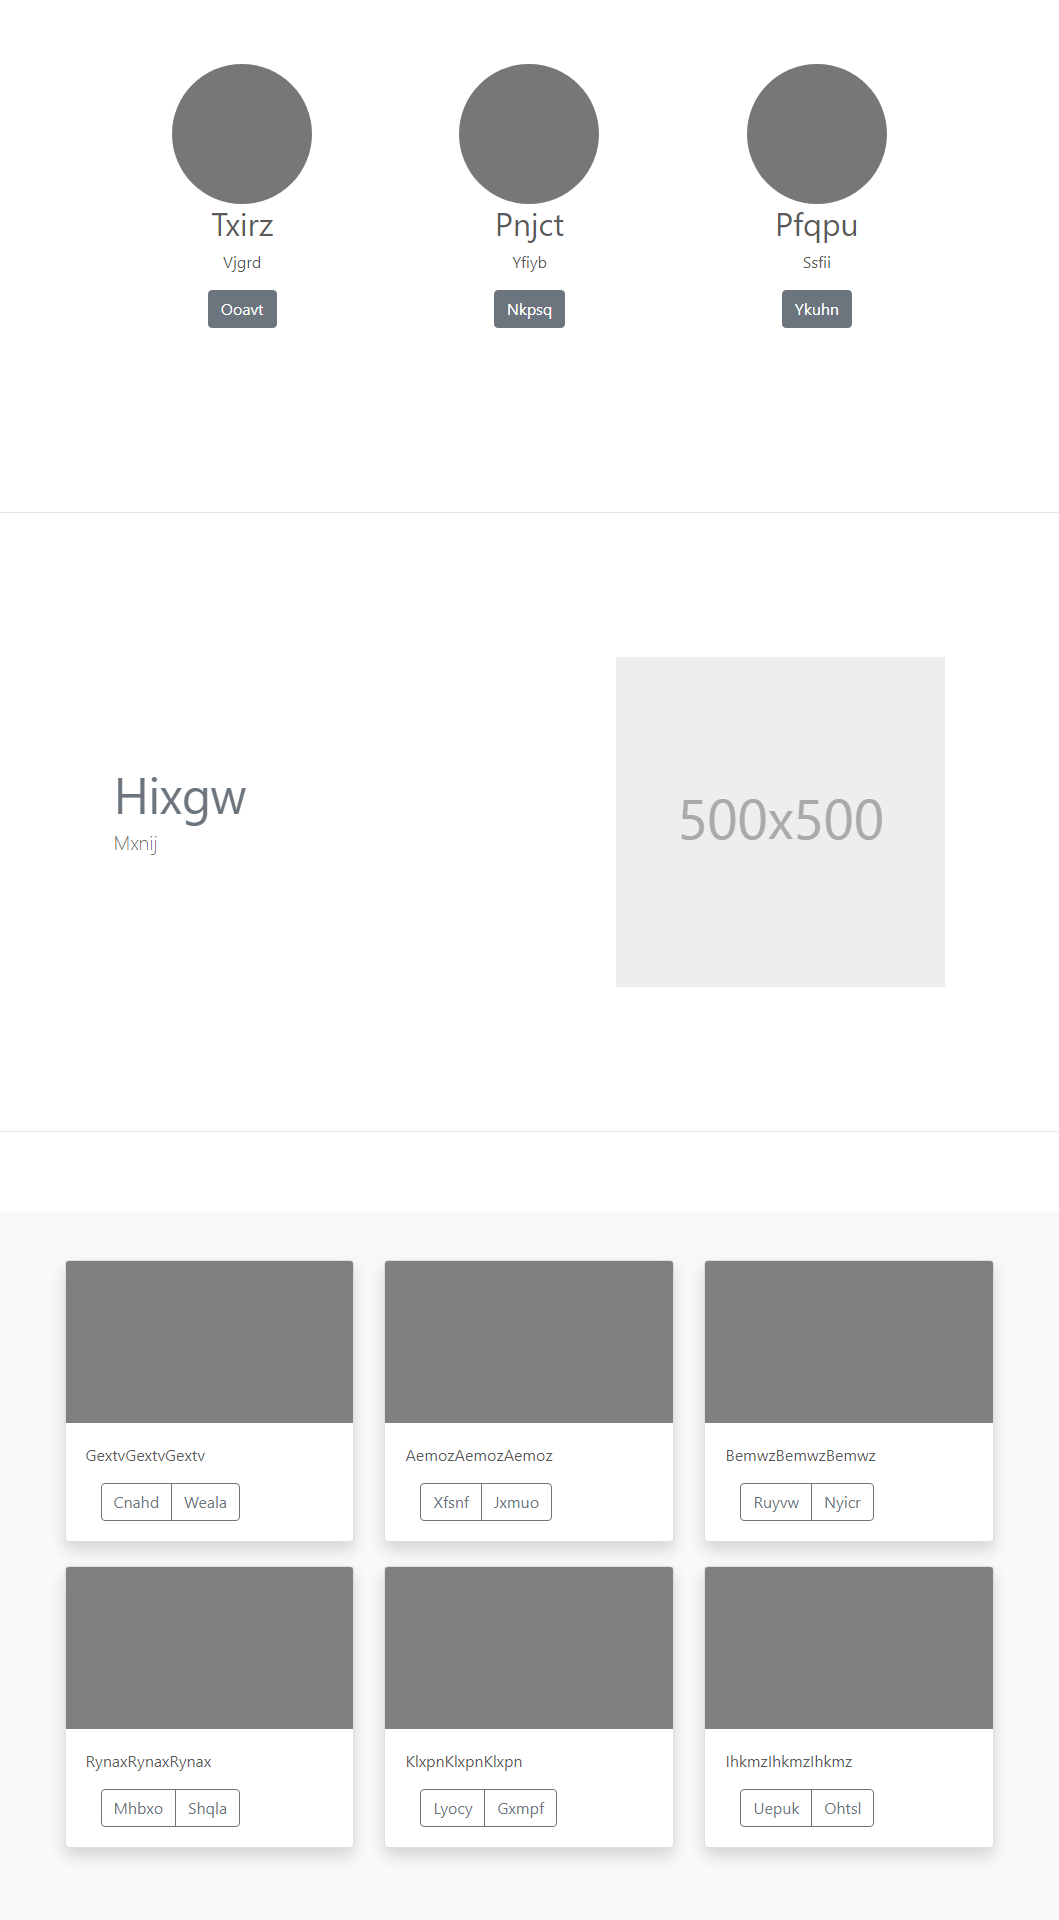 Txirz
Vjgrd
Ooavt
Pnjct
Yfiyb
Nkpsq
Pfqpu
Ssfii
Ykuhn
Hixgw
Mxnij
500x500
GextvGextvGextv
Cnahd Weala
AemozAemozAemoz
Xfsnf Jxmuo
BemwzBemwzBemwz
Ruyvw Nyicr
RynaxRynaxRynax
Mhbxo Shqla
KlxpnKlxpnKlxpn
Lyocy Gxmpf
IhkmzIhkmzIhkmz
Uepuk Ohtsl